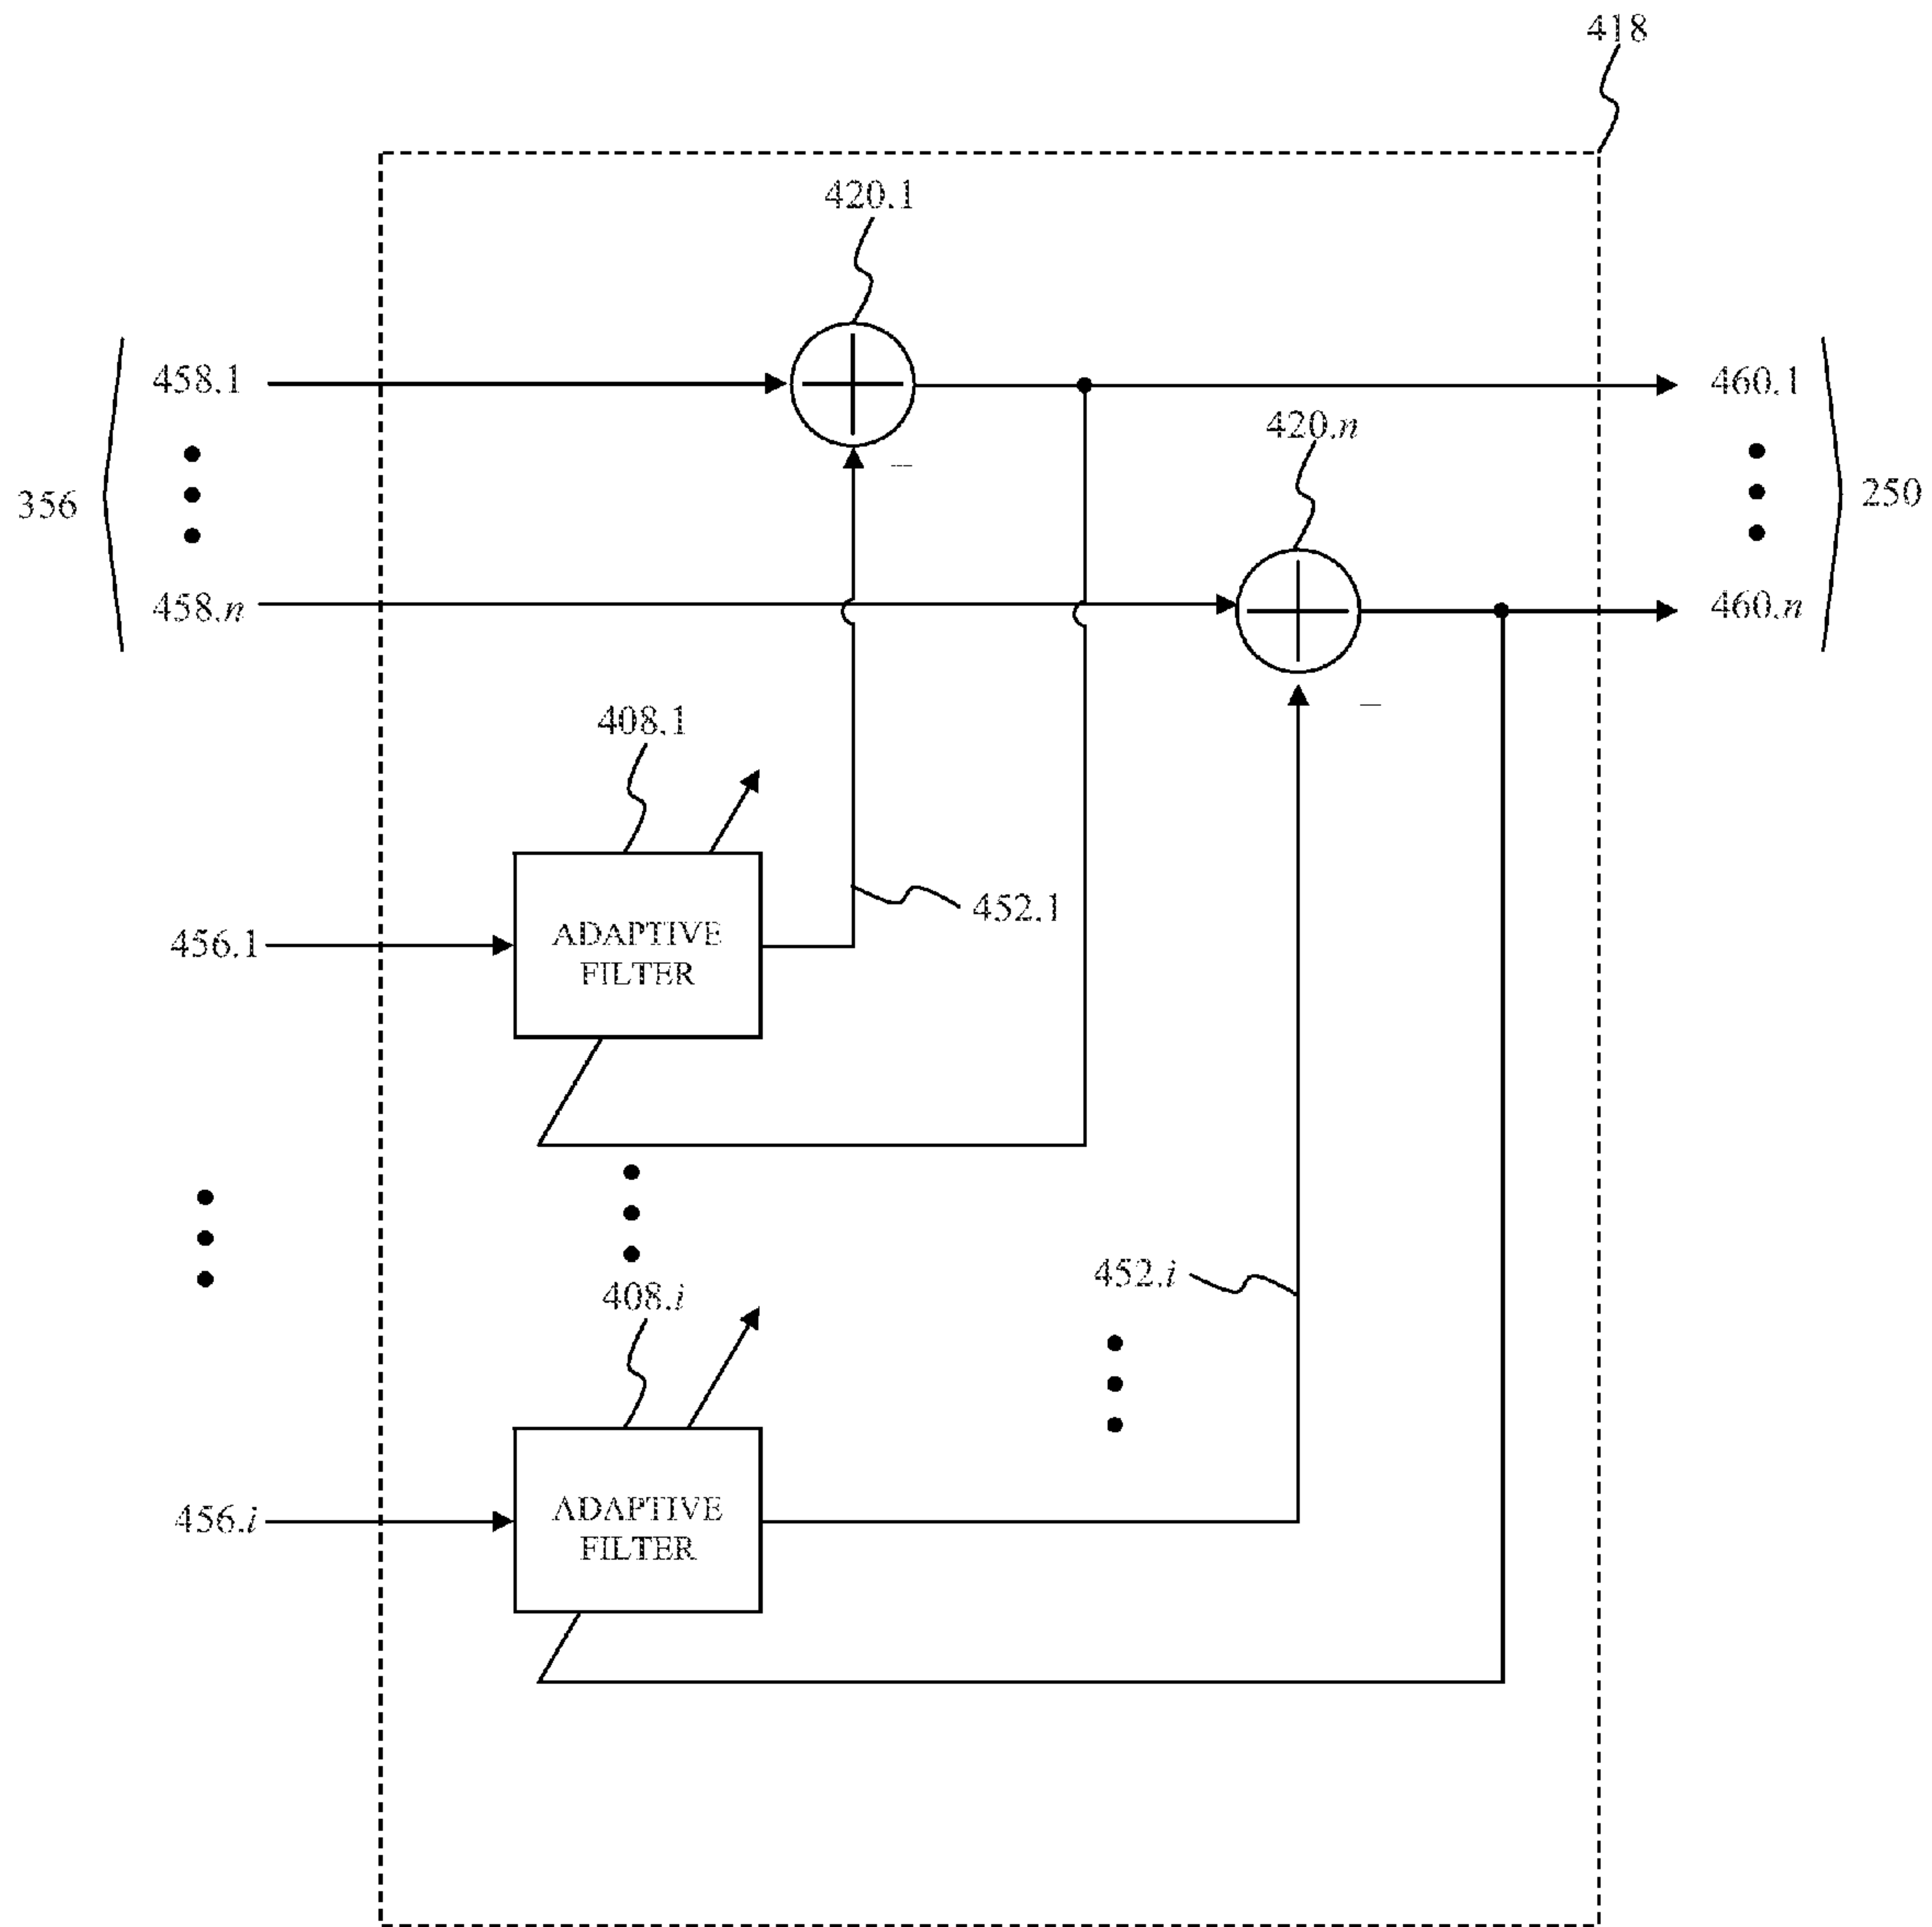 418
420.1
458.1
460.1
420.n
356
250
458.n
460.n
408.1
452.1
456.1
ADAPTIVE
FILTER
452.i
408.i
456.i
ADAPTIVE
FILTER